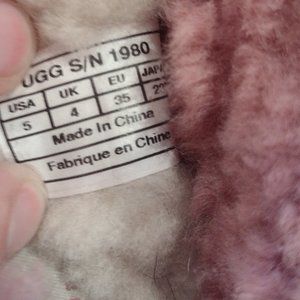 UGG S/N 1980
USA UK EU
5 4 35
Made In China
Fabrique en Chine